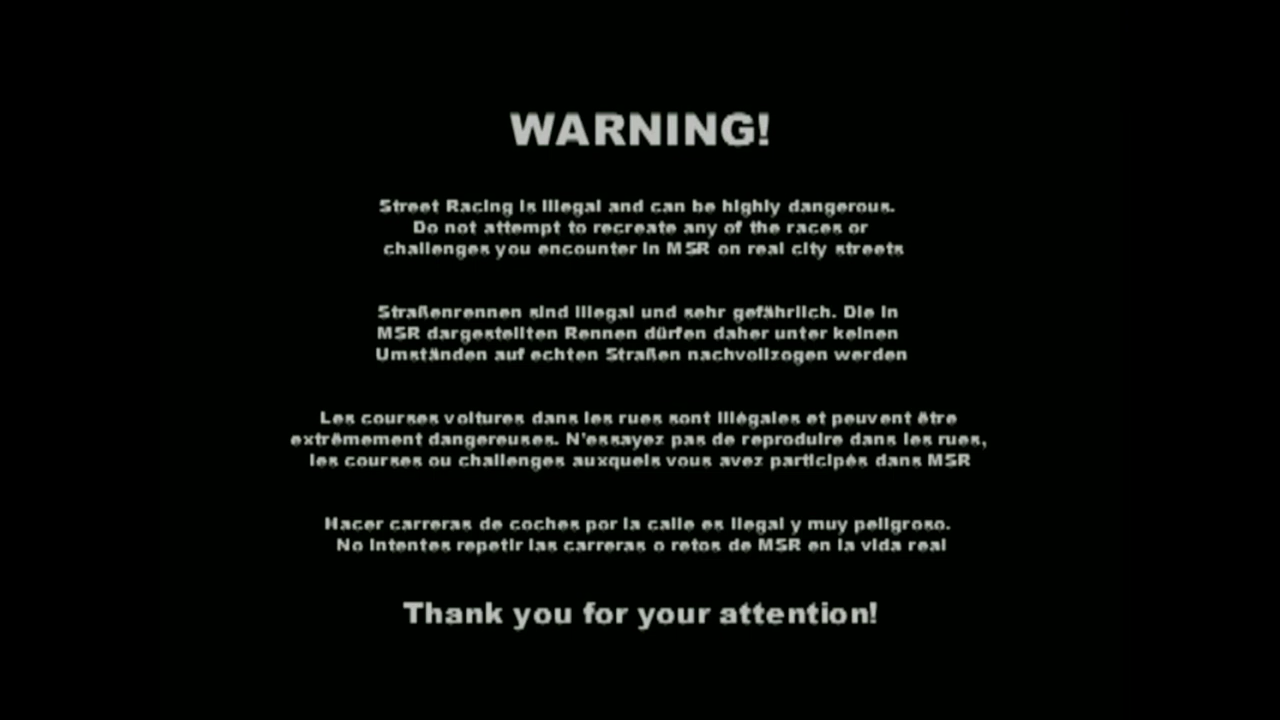 WARNING!
Street Racing is illegal and can be highly dangerous.
Do not attempt to recreate any of the races or
challenges you encounter in MSR on real city streets
Straßenrennen sind illegal und sehr gefährlich. Die in
MSR dargestellten Rennen dürfen daher unter keinen
Umständen auf echten Straßen nachvollzogen werden
Les courses voitures dans les rues sont illégales et peuvent être
extrêmement dangereuses. N'essayez pas de reproduire dans les rues,
les courses ou challenges auxquels vous avez participés dans MSR
Hacer carreras de coches por la calle es ilegal y muy peligroso.
No intentes repetir las carreras o retos de MSR en la vida real
Thank you for your attention!